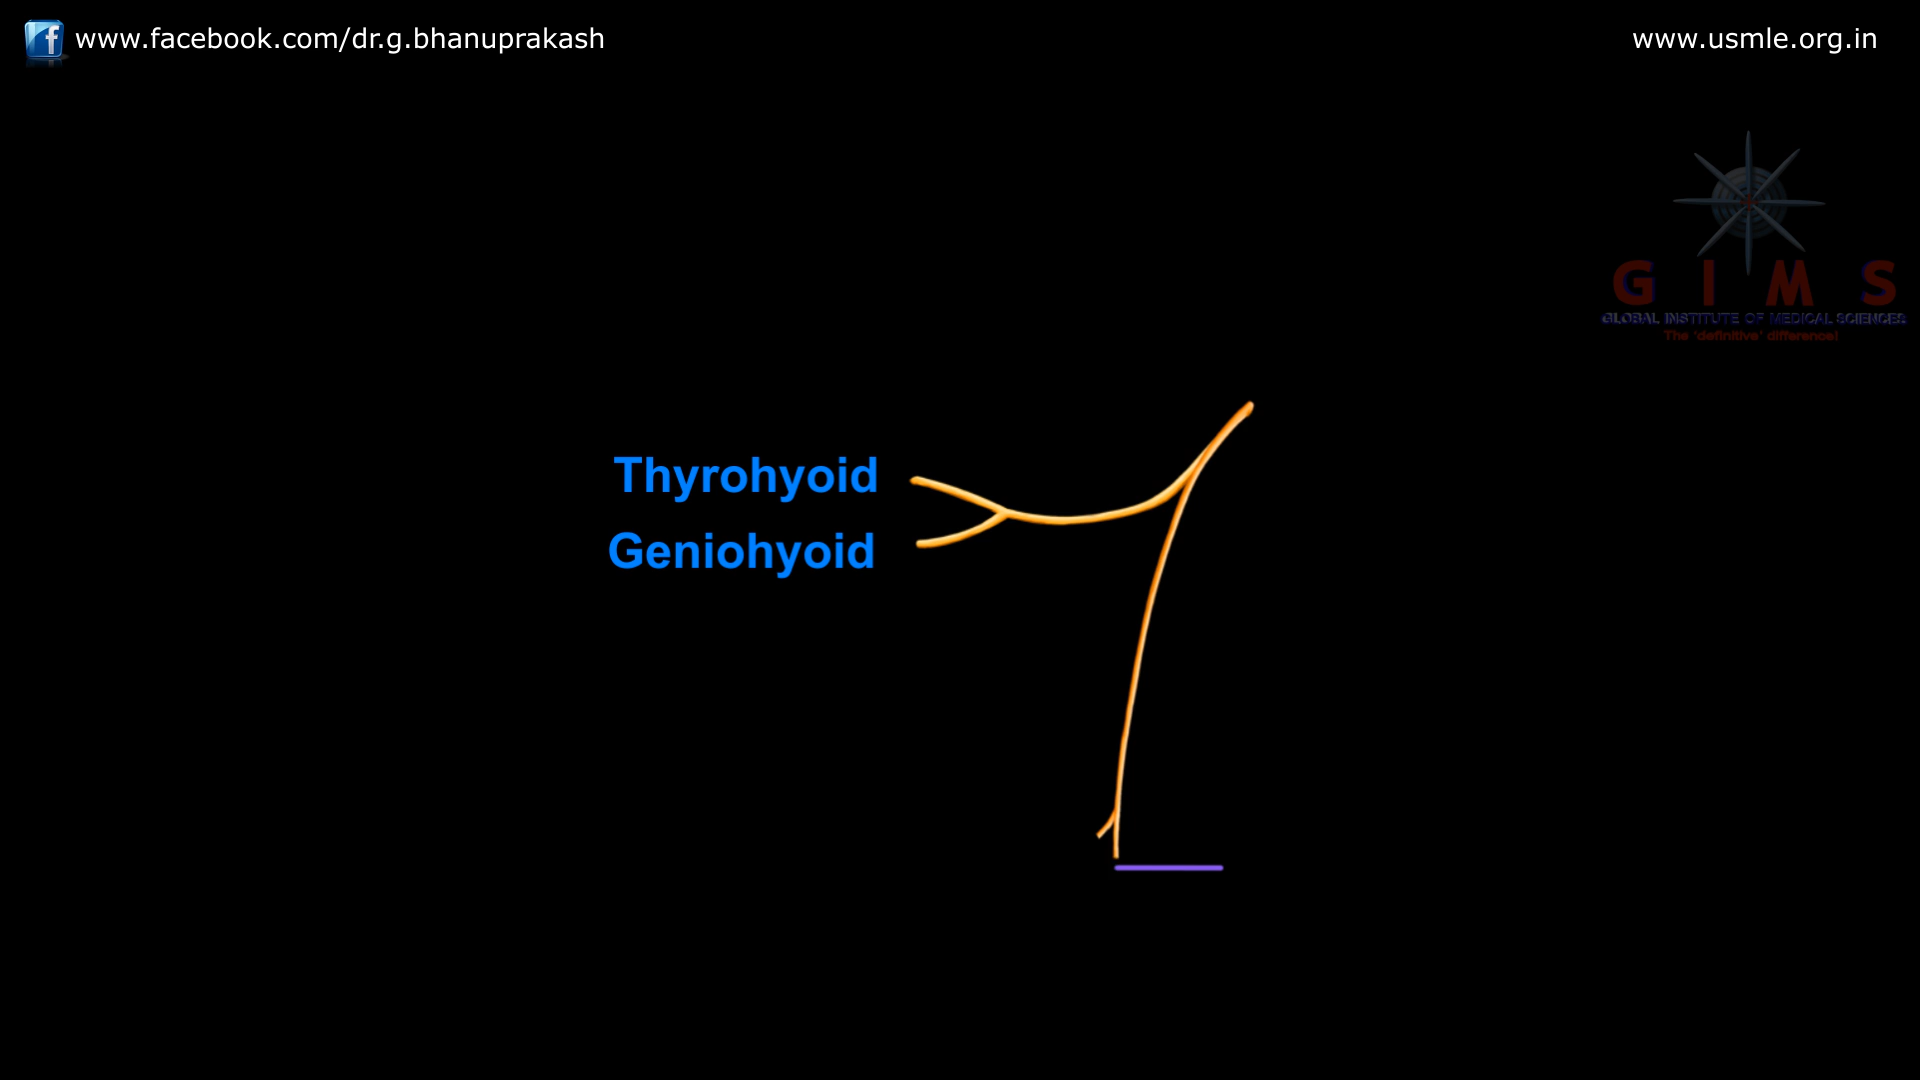 www.facebook.com/dr.g.bhanuprakash
www.usmle.org.in
G I M S
GLOBAL INSTITUTE OF MEDICAL SCIENCES
The 'definitive' difference!
Thyrohyoid
Geniohyoid